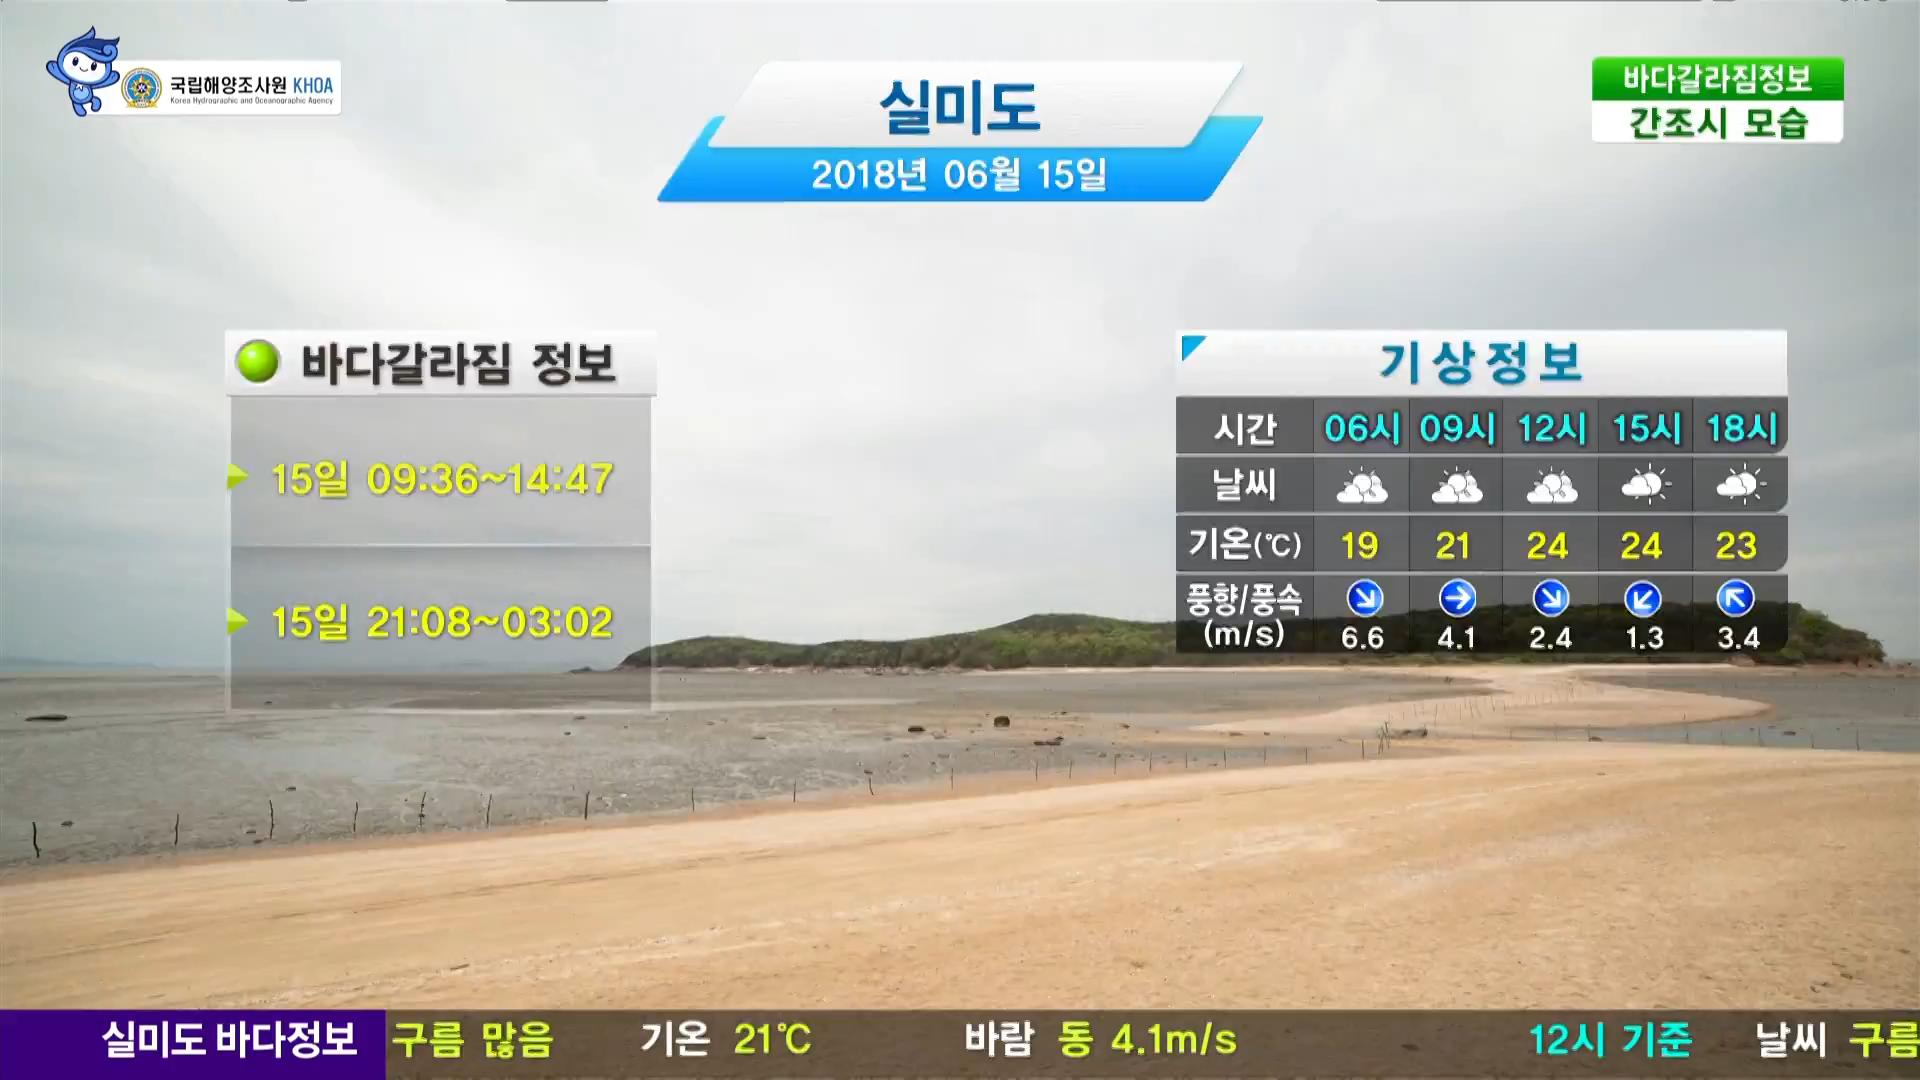 국립해양조사원 KHOA
Korea Hydrographic and Oceanographic Agency
실미도
2018년 06월 15일
바다갈라짐정보
간조시 모습
바다갈라짐 정보
15일 09:36~14:47
15일 21:08~03:02
기상정보
시간 06시 09시 12시 15시 18시
날씨
기온(℃) 19 21 24 24 23
풍향/풍속
(m/s) 6.6 4.1 2.4 1.3 3.4
실미도 바다정보 구름 많음 기온 21℃ 바람 동 4.1m/s 12시 기준 날씨 구름